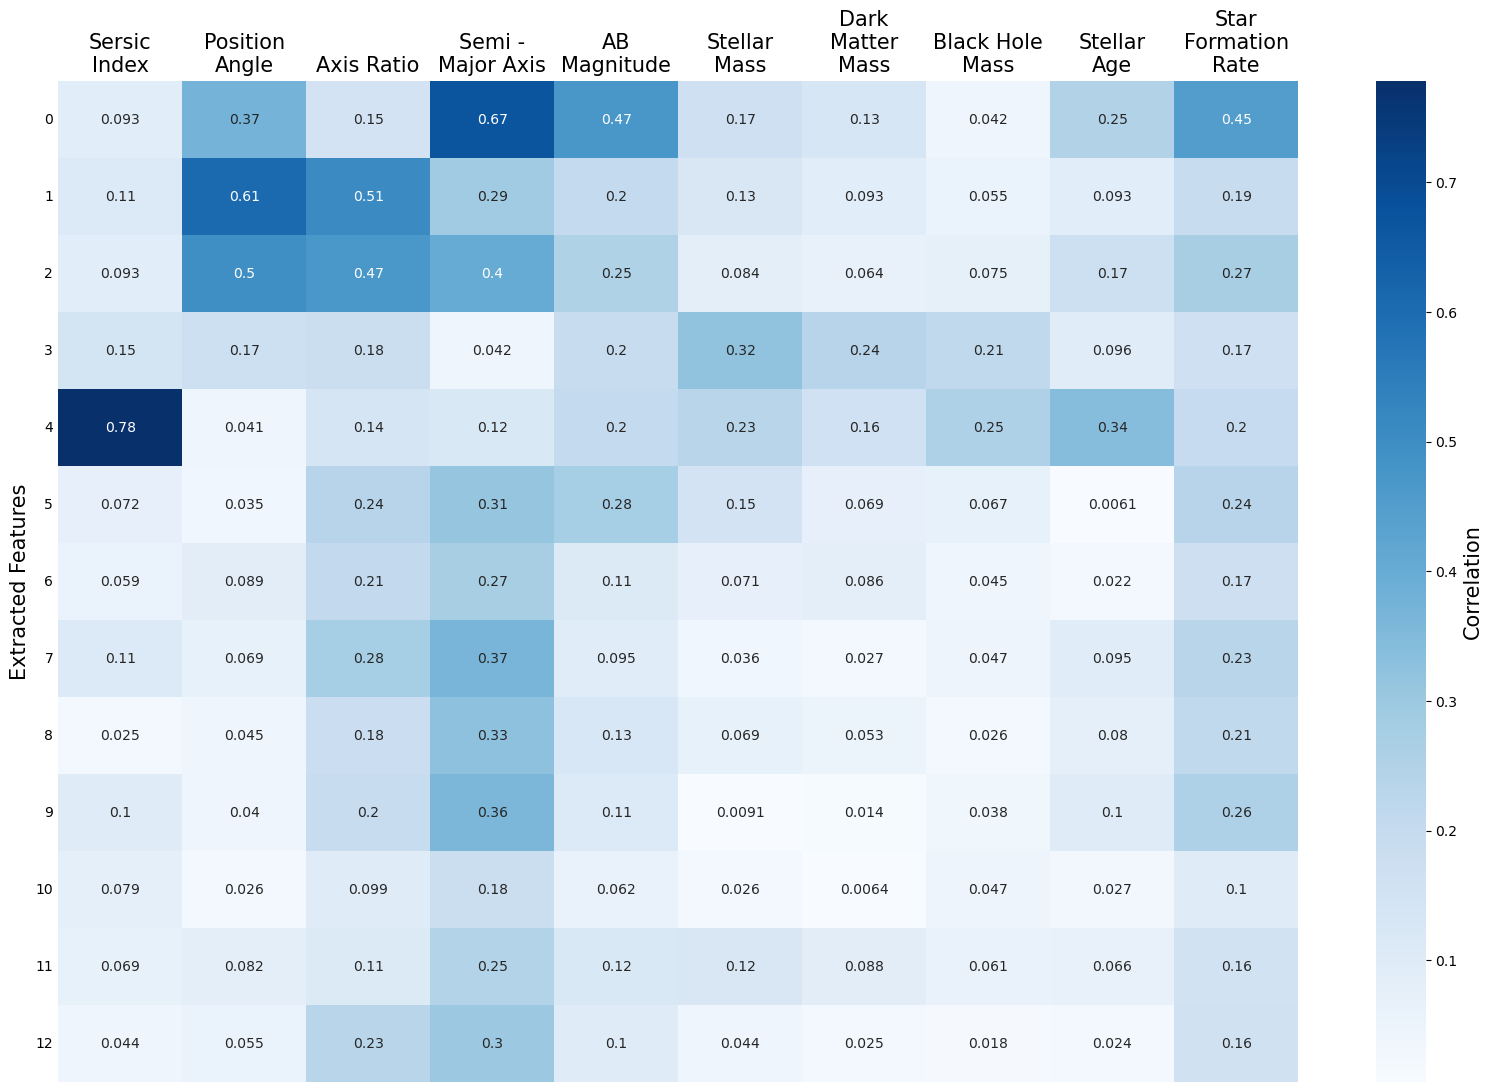 Sersic
Index
Position
Angle
Axis Ratio
Semi -
Major Axis
AB
Magnitude
Stellar
Mass
Dark
Matter
Mass
Black Hole
Mass
Stellar
Age
Star
Formation
Rate
0 0.093 0.37 0.15 0.67 0.47 0.17 0.13 0.042 0.25 0.45
1 0.11 0.61 0.51 0.29 0.2 0.13 0.093 0.055 0.093 0.19
2 0.093 0.5 0.47 0.4 0.25 0.084 0.064 0.075 0.17 0.27
3 0.15 0.17 0.18 0.042 0.2 0.32 0.24 0.21 0.096 0.17
4 0.78 0.041 0.14 0.12 0.2 0.23 0.16 0.25 0.34 0.2
5 0.072 0.035 0.24 0.31 0.28 0.15 0.069 0.067 0.0061 0.24
6 0.059 0.089 0.21 0.27 0.11 0.071 0.086 0.045 0.022 0.17
7 0.11 0.069 0.28 0.37 0.095 0.036 0.027 0.047 0.095 0.23
8 0.025 0.045 0.18 0.33 0.13 0.069 0.053 0.026 0.08 0.21
9 0.1 0.04 0.2 0.36 0.11 0.0091 0.014 0.038 0.1 0.26
10 0.079 0.026 0.099 0.18 0.062 0.026 0.0064 0.047 0.027 0.1
11 0.069 0.082 0.11 0.25 0.12 0.12 0.088 0.061 0.066 0.16
12 0.044 0.055 0.23 0.3 0.1 0.044 0.025 0.018 0.024 0.16
Extracted Features
0.7
0.6
0.5
0.4
0.3
0.2
0.1
Correlation